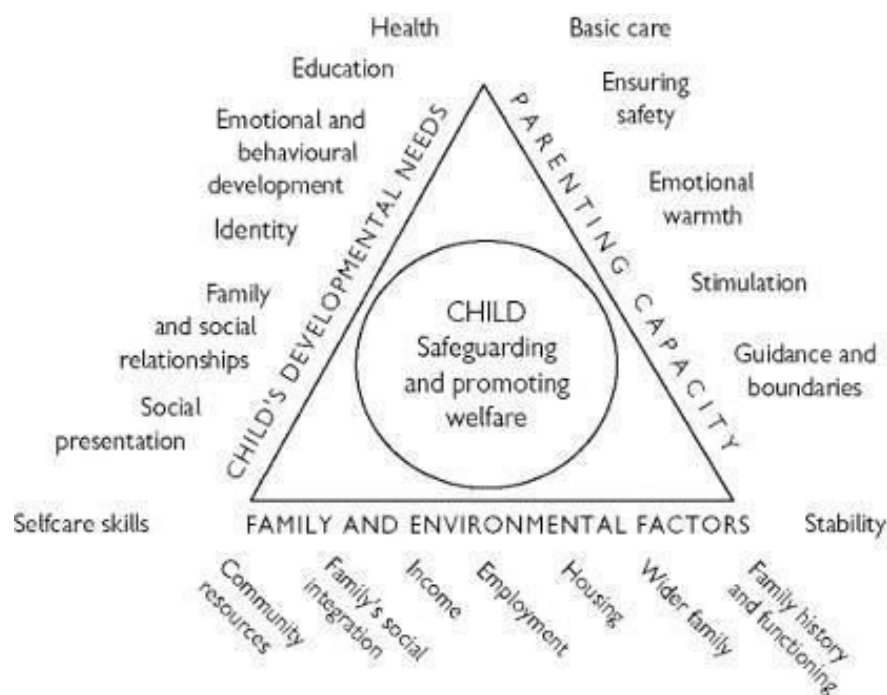 Health
Education
Emotional and
behavioural
development
Identity
Family
and social
relationships
Social
presentation
Selfcare skills
CHILD'S DEVELOPMENTAL NEEDS
Basic care
Ensuring
safety
Emotional
warmth
Stimulation
Guidance and
boundaries
Stability
PARENTING CAPACITY
CHILD
Safeguarding
and promoting
welfare
FAMILY AND ENVIRONMENTAL FACTORS
Community
resources
Family's social
integration
Income
Employment
Housing
Wider family
Family history
and functioning